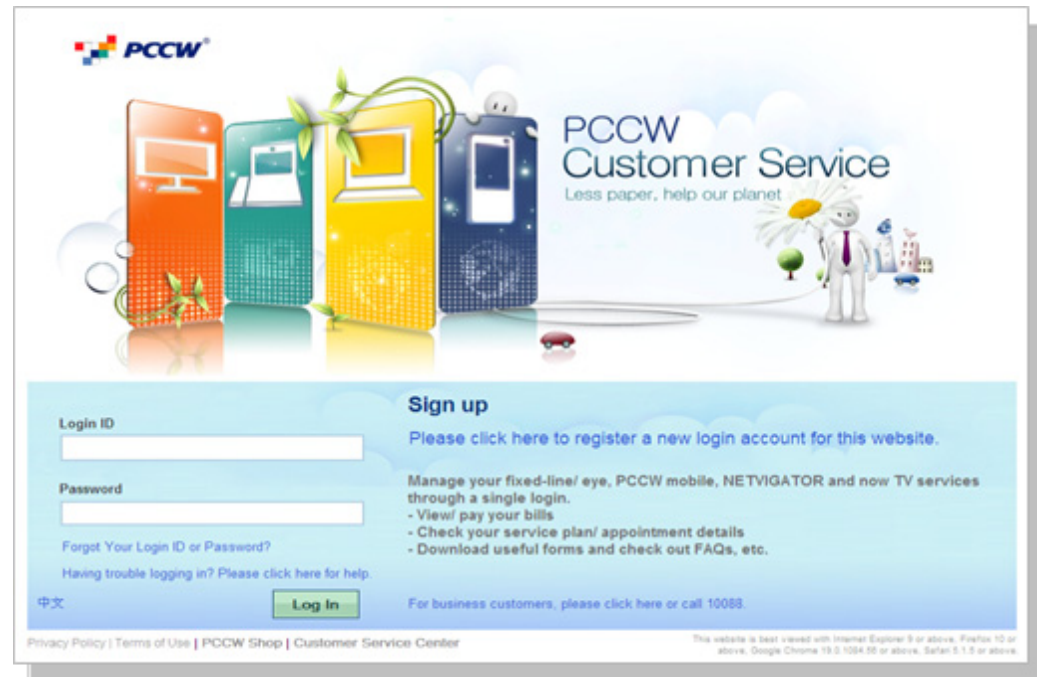 PCCW®
PCCW
Customer Service
Less paper, help our planet
Login ID
Password
Forgot Your Login ID or Password?
Having trouble logging in? Please click here for help.
中文
Log In
Sign up
Please click here to register a new login account for this website.
Manage your fixed-line/ eye, PCCW mobile, NETVIGATOR and now TV services
through a single login.
- View/ pay your bills
- Check your service plan/ appointment details
- Download useful forms and check out FAQs, etc.
For business customers, please click here or call 10088.
Privacy Policy | Terms of Use | PCCW Shop | Customer Service Center
This website is best viewed with Internet Explorer 9 or above, Firefox 10 or
above, Google Chrome 19.0.1084.56 or above, Safari 5.1.5 or above.